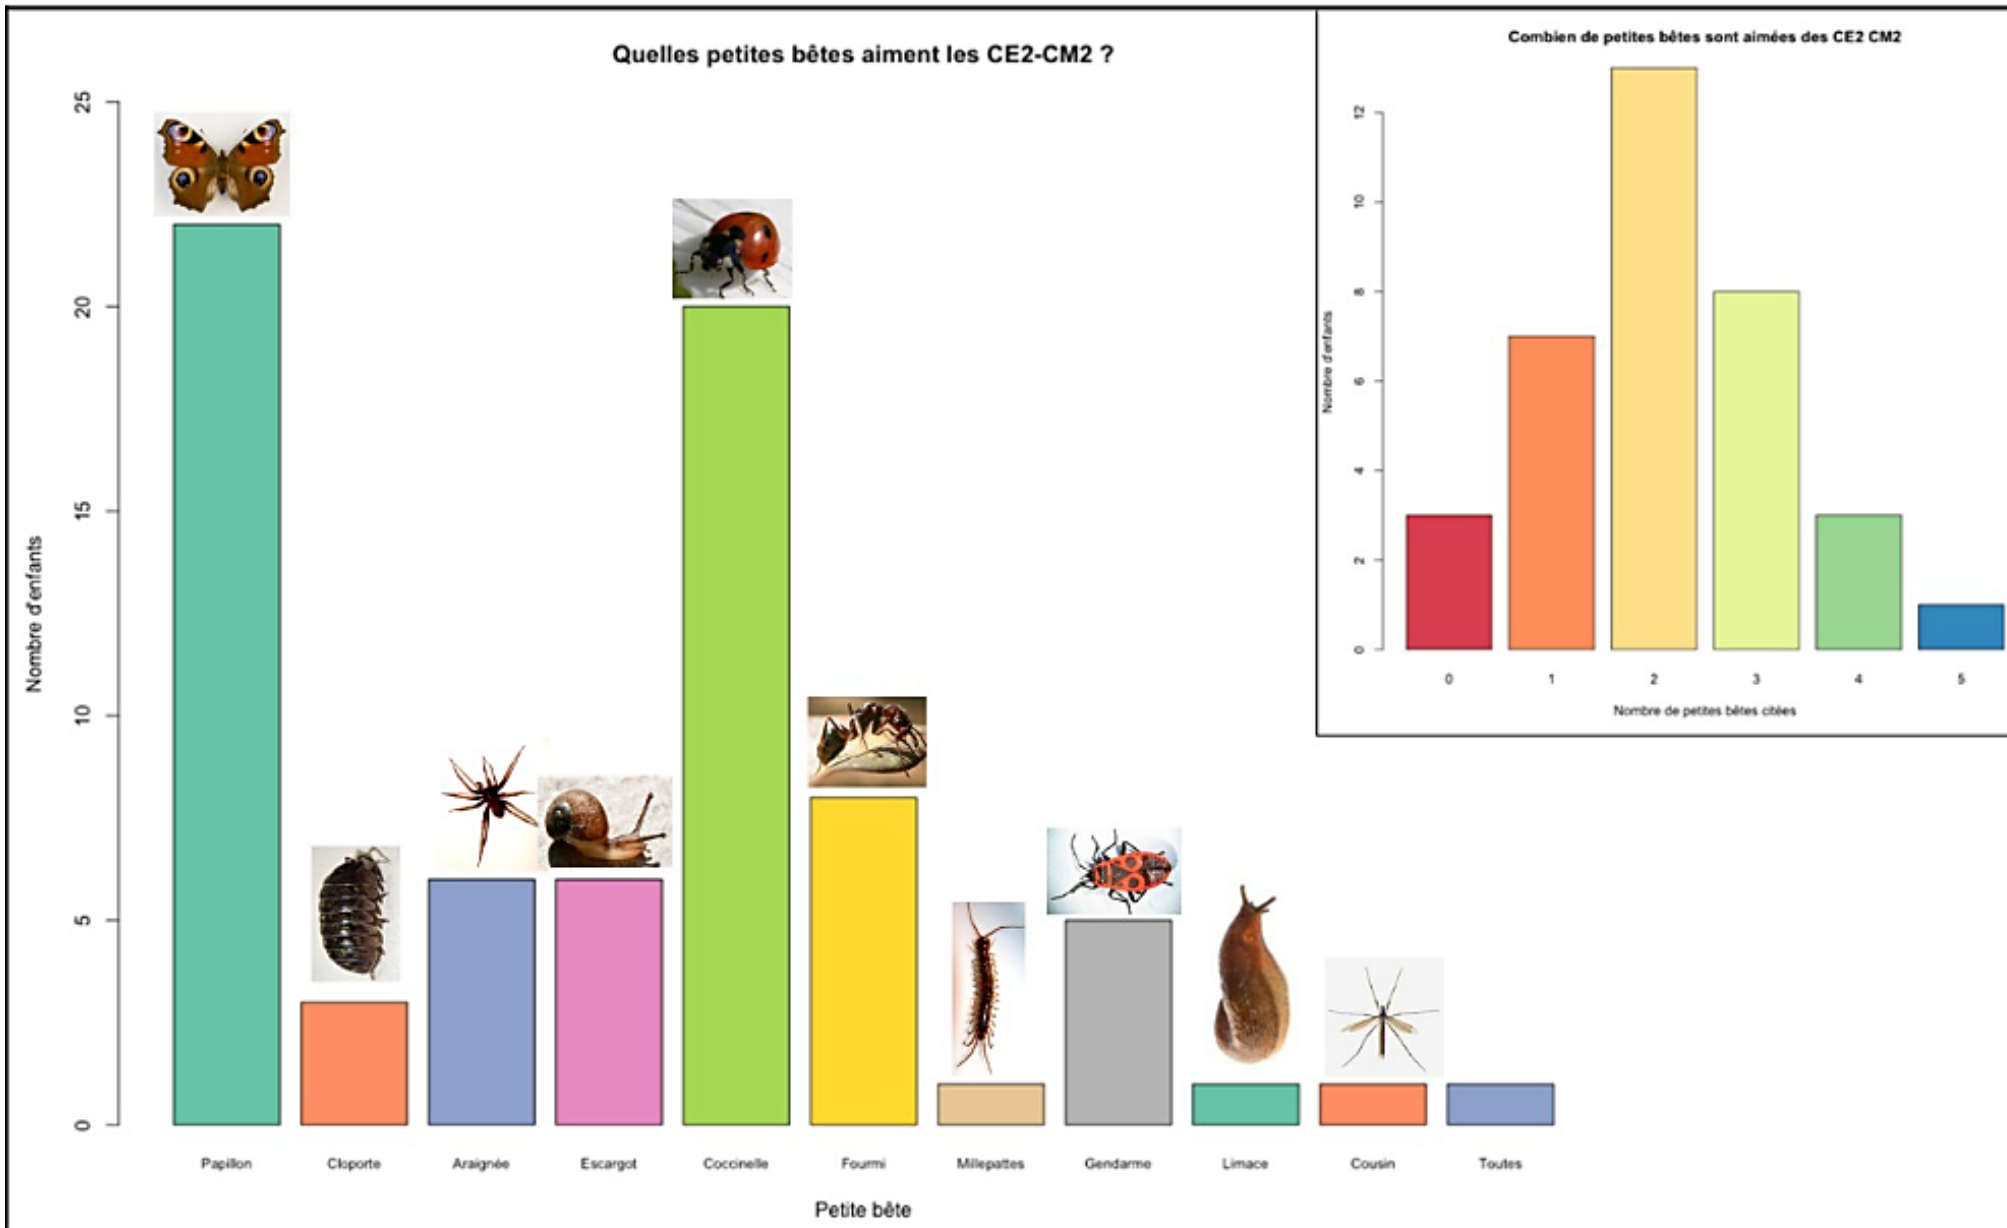 Quelles petites bêtes aiment les CE2-CM2 ?
25
20
15
10
5
0
Nombre d'enfants
Papillon Cloporte Araignée Escargot Coccinelle Fourmi Millepattes Gendarme Limace Cousin Toutes
Petite bête
Combien de petites bêtes sont aimées des CE2 CM2
12
10
8
6
4
2
0
Nombre d'enfants
0 1 2 3 4 5
Nombre de petites bêtes citées